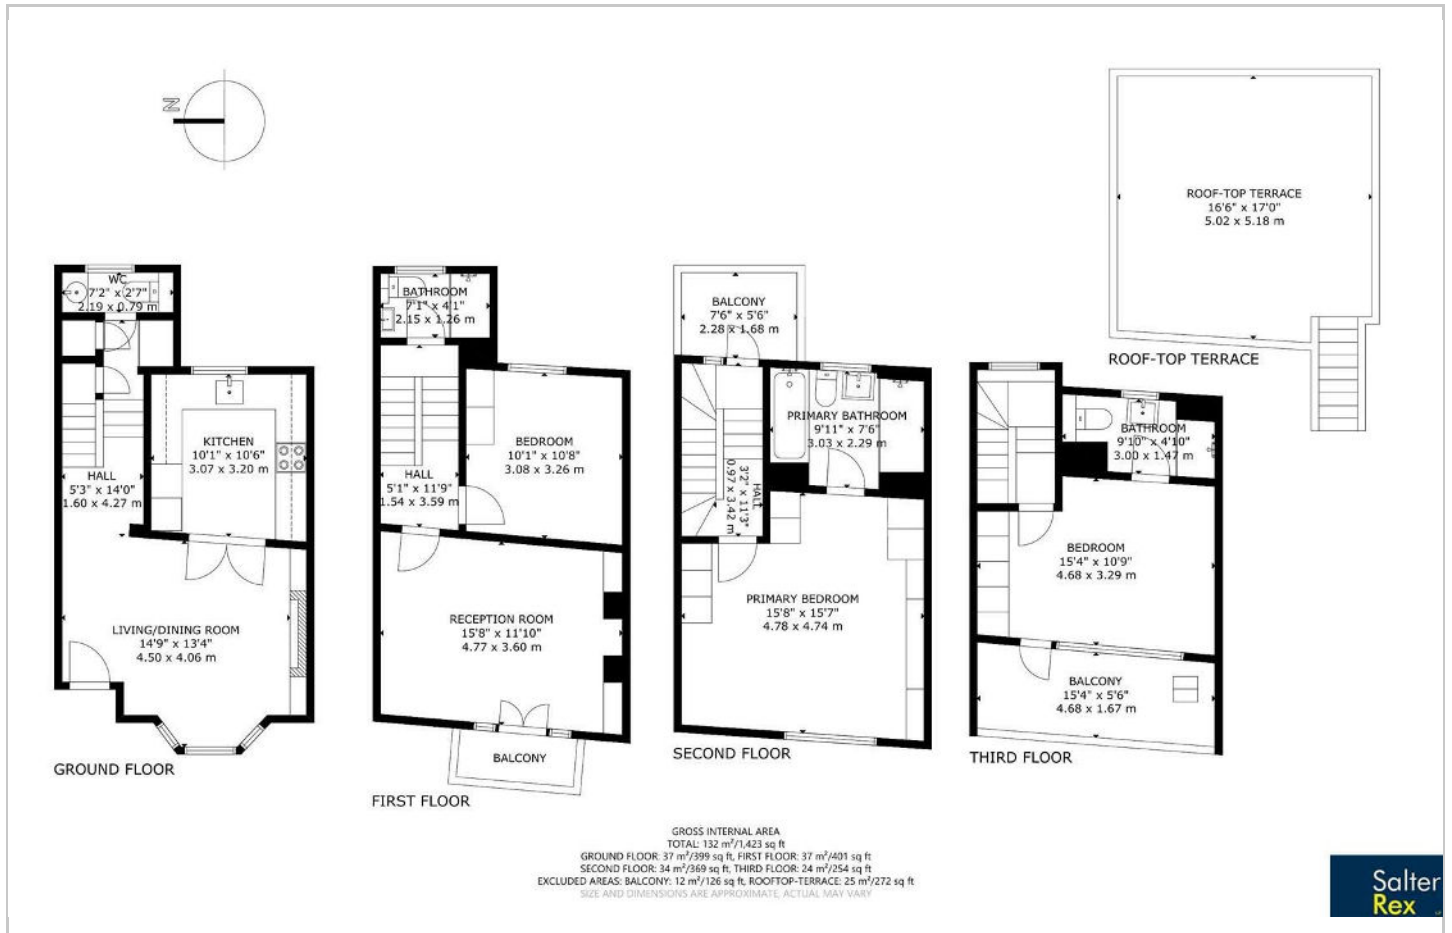 N
ROOF-TOP TERRACE
16'6" x 17'0"
5.02 x 5.18 m
ROOF-TOP TERRACE
WC
7'2" x 2'7"
2.19 x 0.79 m
KITCHEN
10'1" x 10'6"
3.07 x 3.20 m
HALL
5'3" x 14'0"
1.60 x 4.27 m
LIVING/DINING ROOM
14'9" x 13'4"
4.50 x 4.06 m
GROUND FLOOR
BATHROOM
7'1" x 4'1"
2.15 x 1.26 m
BEDROOM
10'1" x 10'8"
3.08 x 3.26 m
HALL
5'1" x 11'9"
1.54 x 3.59 m
RECEPTION ROOM
15'8" x 11'10"
4.77 x 3.60 m
BALCONY
FIRST FLOOR
BALCONY
7'6" x 5'6"
2.28 x 1.68 m
PRIMARY BATHROOM
9'11" x 7'6"
3.03 x 2.29 m
HALL
3'2" x 11'3"
0.97 x 3.42 m
PRIMARY BEDROOM
15'8" x 15'7"
4.78 x 4.74 m
SECOND FLOOR
BATHROOM
9'10" x 4'10"
3.00 x 1.47 m
BEDROOM
15'4" x 10'9"
4.68 x 3.29 m
BALCONY
15'4" x 5'6"
4.68 x 1.67 m
THIRD FLOOR
GROSS INTERNAL AREA
TOTAL: 132 m²/1,423 sq ft
GROUND FLOOR: 37 m²/399 sq ft, FIRST FLOOR: 37 m²/401 sq ft
SECOND FLOOR: 34 m²/369 sq ft, THIRD FLOOR: 24 m²/254 sq ft
EXCLUDED AREAS: BALCONY: 12 m²/126 sq ft, ROOFTOP-TERRACE: 25 m²/272 sq ft
SIZE AND DIMENSIONS ARE APPROXIMATE, ACTUAL MAY VARY
Salter
Rex